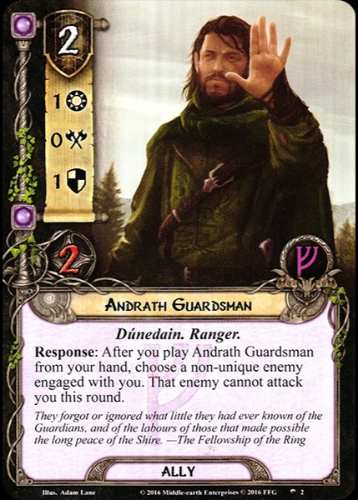 2
1
0
1
2
ANDRATH GUARDSMAN
Dúnedain. Ranger.
Response: After you play Andrath Guardsman
from your hand, choose a non-unique enemy
engaged with you. That enemy cannot attack
you this round.
They forgot or ignored what little they had ever known of the
Guardians, and of the labours of those that made possible
the long peace of the Shire. —The Fellowship of the Ring
ALLY
Illus. Adam Lane © 2016 Middle-earth Enterprises © 2016 FFG 2